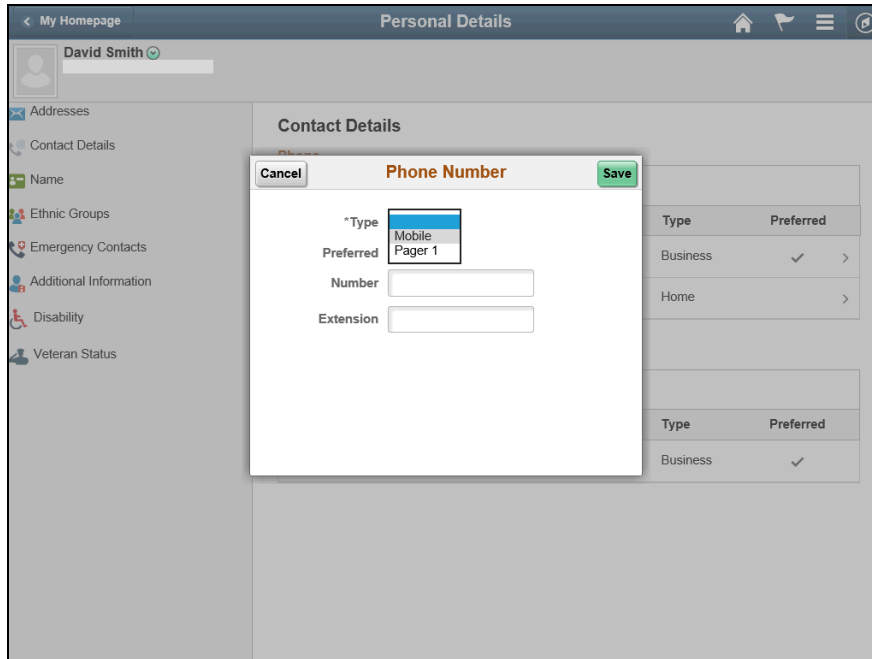 My Homepage
Personal Details
David Smith
Addresses
Contact Details
Name
Ethnic Groups
Emergency Contacts
Additional Information
Disability
Veteran Status
Contact Details
Phone
Cancel
Phone Number
Save
*Type
Mobile
Pager 1
Preferred
Number
Extension
Type Preferred
Business
Home
Type Preferred
Business